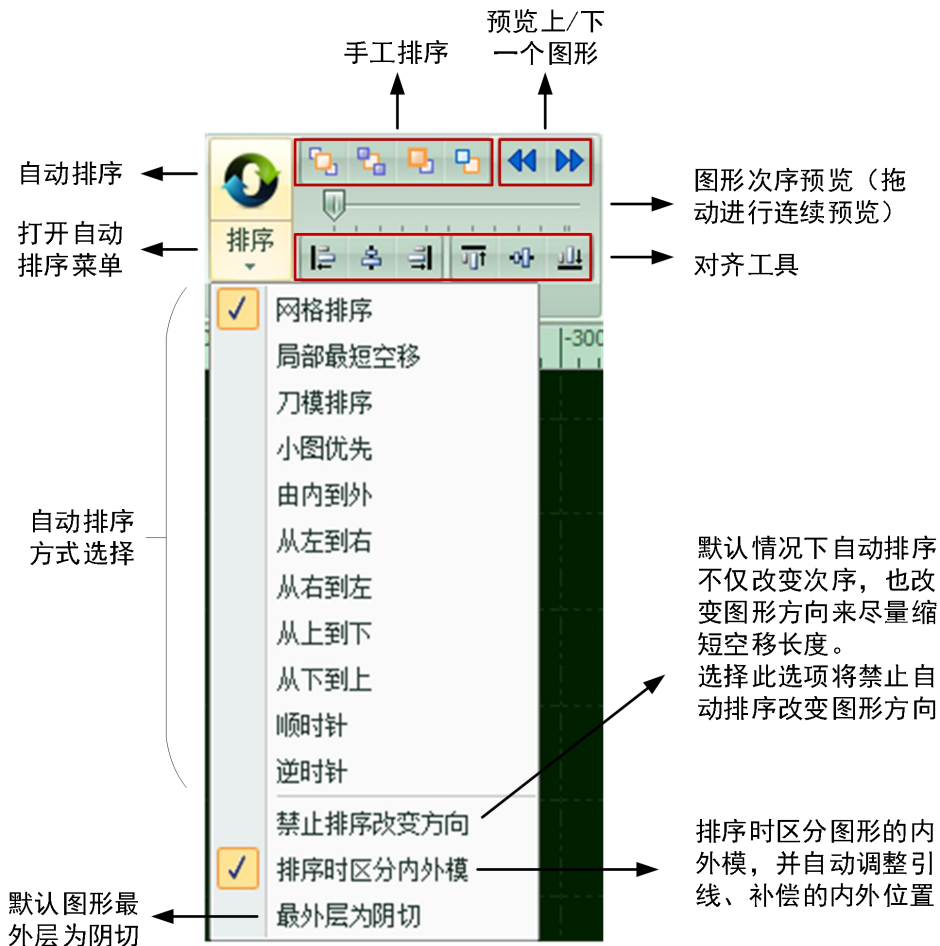 预览上/下
一个图形
手工排序
自动排序
打开自动
排序菜单
排序
图形次序预览（拖
动进行连续预览）
对齐工具
-300
网格排序
局部最短空移
刀模排序
小图优先
由内到外
从左到右
从右到左
从上到下
从下到上
顺时针
逆时针
禁止排序改变方向
排序时区分内外模
最外层为阴切
自动排序
方式选择
默认情况下自动排序
不仅改变次序，也改
变图形方向来尽量缩
短空移长度。
选择此选项将禁止自
动排序改变图形方向
排序时区分图形的内
外模，并自动调整引
线、补偿的内外位置
默认图形最
外层为阴切